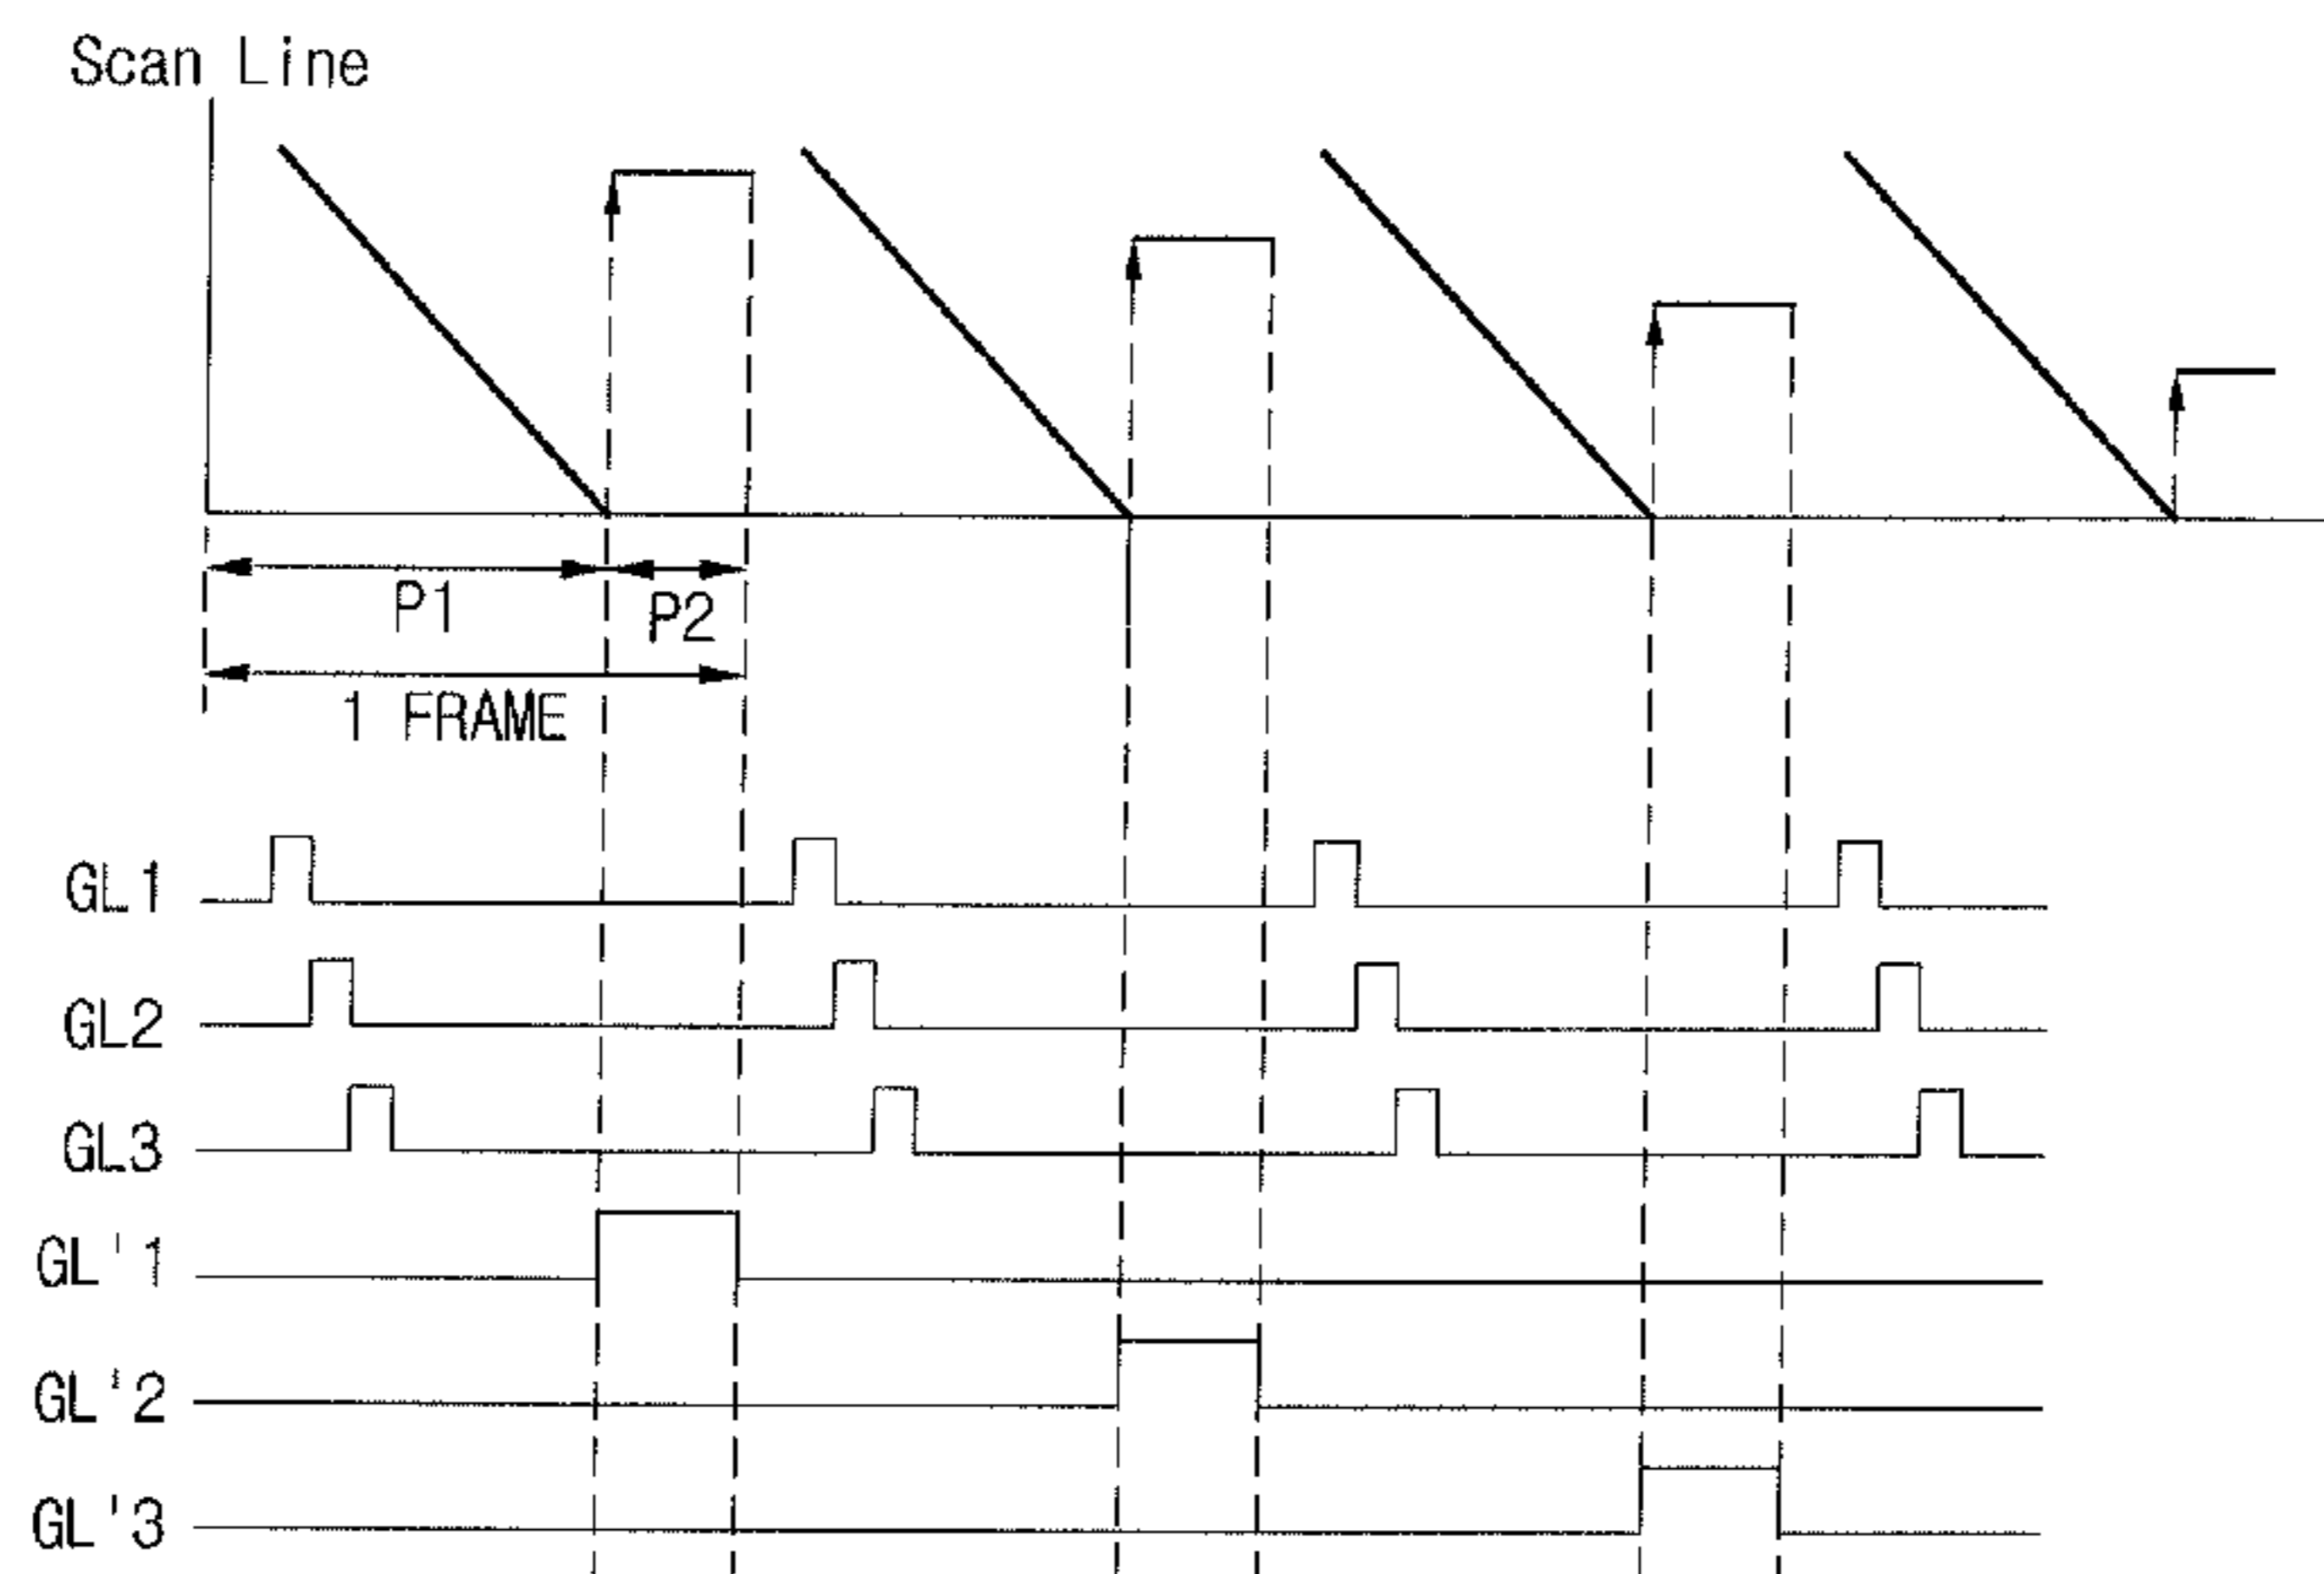 Scan Line
P1
P2
1 FRAME
GL1
GL2
GL3
GL'1
GL'2
GL'3